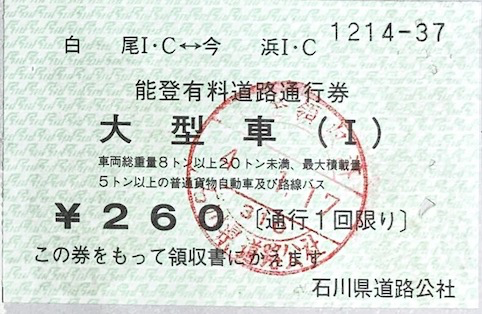 白　尾I・C↔今　浜I・C　1214-37
能登有料道路通行券
大型車(I)
車両総重量8トン以上20トン未満、最大積載量
5トン以上の普通貨物自動車及び路線バス
￥260〔通行1回限り〕
この券をもって領収書にかえます
石川県道路公社